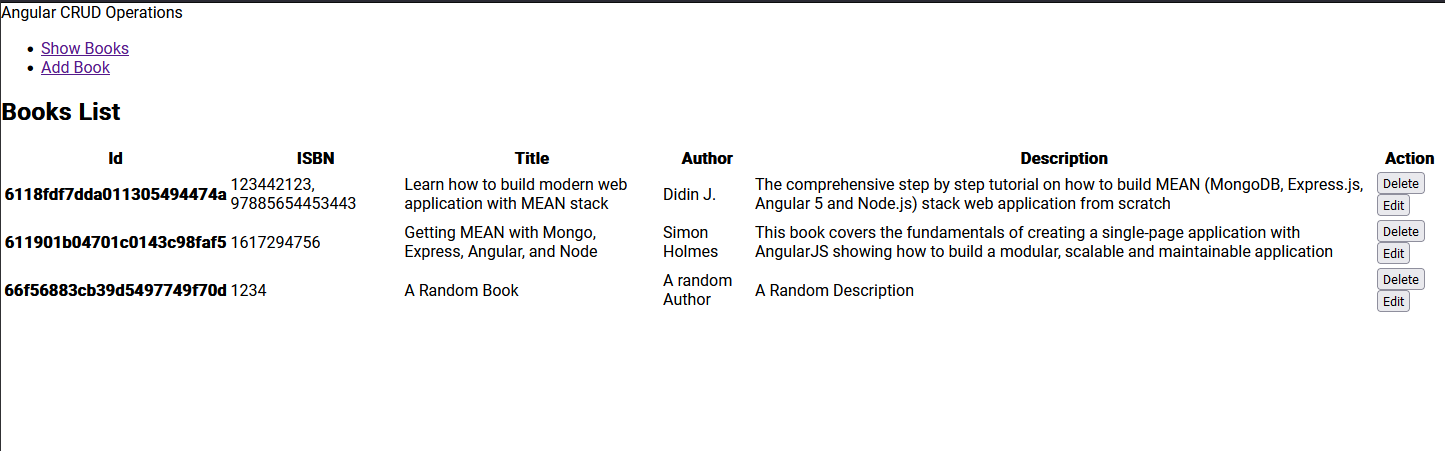 Angular CRUD Operations
Show Books
Add Book
Books List
Id ISBN Title Author Description Action
6118fdf7dda011305494474a 123442123, 97885654453443 Learn how to build modern web application with MEAN stack Didin J. The comprehensive step by step tutorial on how to build MEAN (MongoDB, Express.js, Angular 5 and Node.js) stack web application from scratch Delete Edit
611901b04701c0143c98faf5 1617294756 Getting MEAN with Mongo, Express, Angular, and Node Simon Holmes This book covers the fundamentals of creating a single-page application with AngularJS showing how to build a modular, scalable and maintainable application Delete Edit
66f56883cb39d5497749f70d 1234 A Random Book A random Author A Random Description Delete Edit